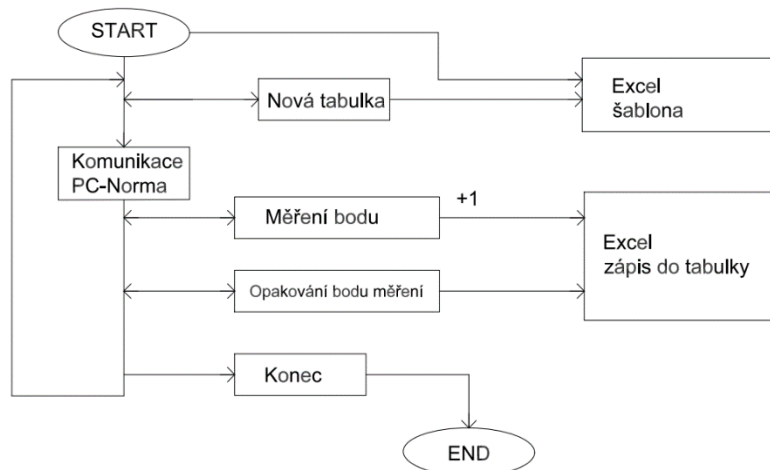 START
Nová tabulka
Excel
šablona
Komunikace
PC-Norma
Měření bodu
+1
Excel
zápis do tabulky
Opakování bodu měření
Konec
END